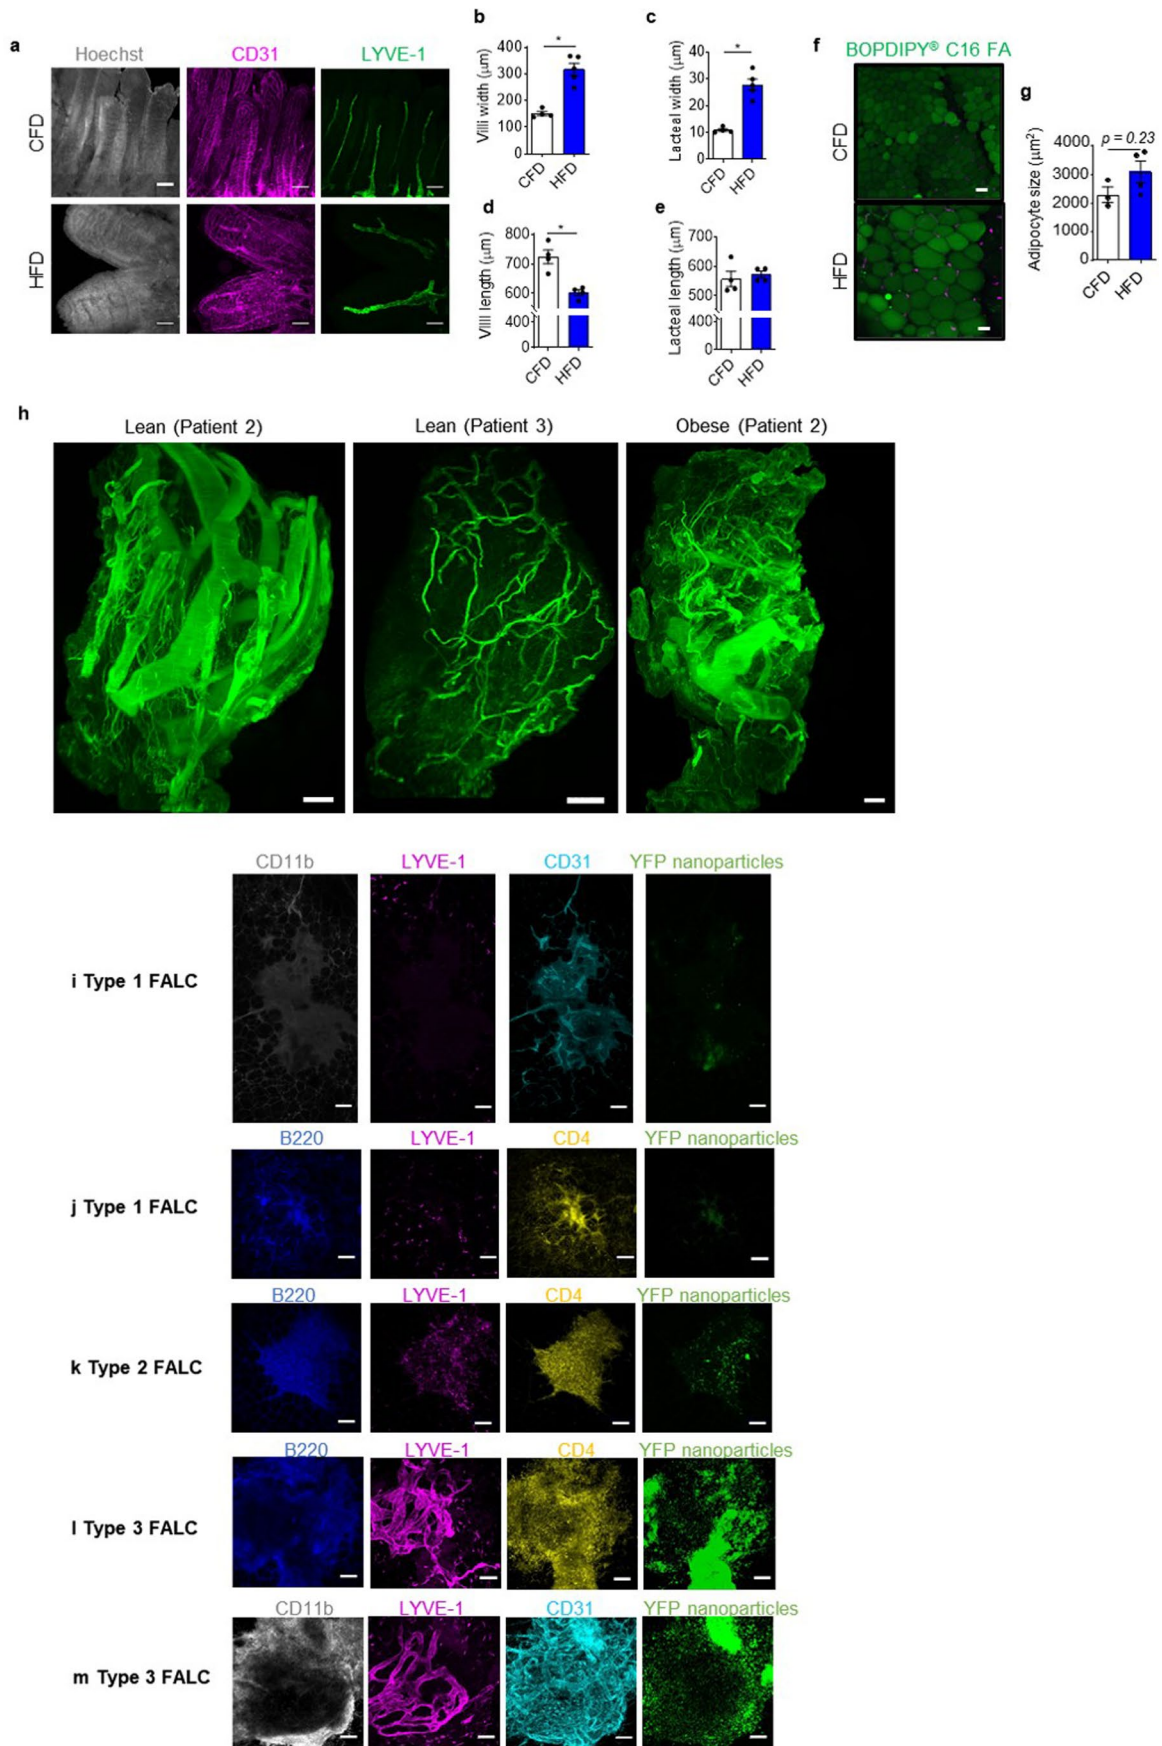 a
Hoechst CD31 LYVE-1
CFD
HFD
b
Villi width (µm)
400
300
200
100
0
*
CFD HFD
c
Lacteal width (µm)
40
30
20
10
0
*
CFD HFD
d
Villi length (µm)
800
700
600
400
0
*
CFD HFD
e
Lacteal length (µm)
700
600
500
400
0
CFD HFD
f
BOPDIPY® C16 FA
CFD
HFD
g
Adipocyte size (µm²)
4000
3000
2000
1000
0
p = 0.23
CFD HFD
h
Lean (Patient 2) Lean (Patient 3) Obese (Patient 2)
CD11b LYVE-1 CD31 YFP nanoparticles
i Type 1 FALC
B220 LYVE-1 CD4 YFP nanoparticles
j Type 1 FALC
B220 LYVE-1 CD4 YFP nanoparticles
k Type 2 FALC
B220 LYVE-1 CD4 YFP nanoparticles
l Type 3 FALC
CD11b LYVE-1 CD31 YFP nanoparticles
m Type 3 FALC